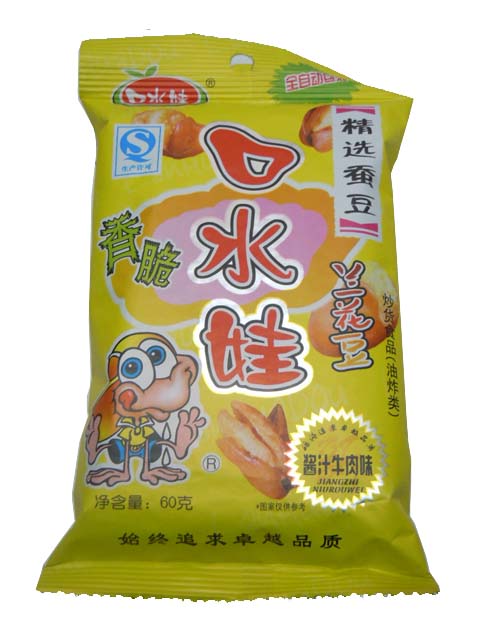 口水娃
®
全自动
生产许可
精选蚕豆
口水娃
香脆
兰花豆
炒货食品(油炸类)
酱汁牛肉味
JIANGZHI
NIUROUWEI
®
净含量：60克
*图案仅供参考
始终追求卓越品质